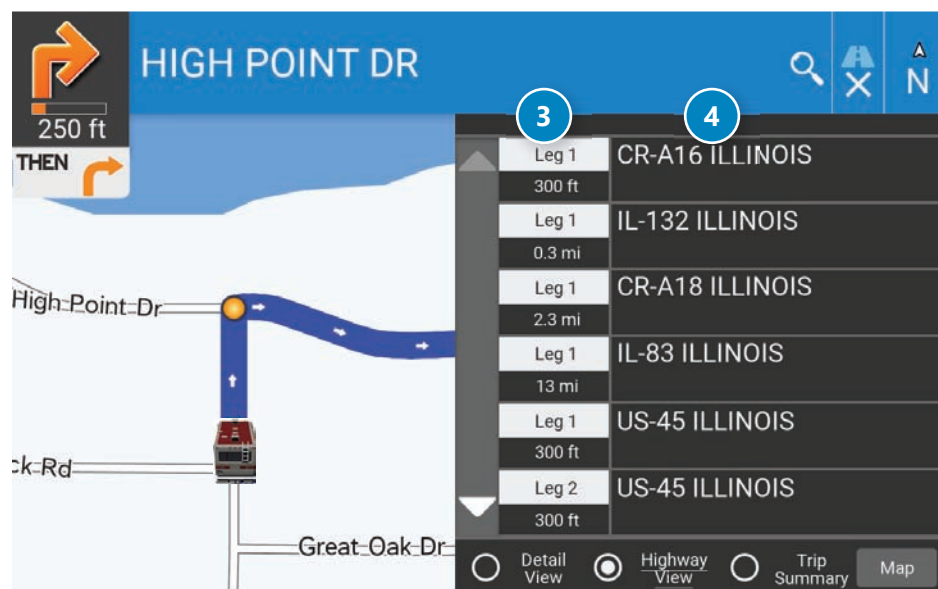 HIGH POINT DR
N
250 ft
THEN
3
4
Leg 1
CR-A16 ILLINOIS
300 ft
Leg 1
IL-132 ILLINOIS
0.3 mi
Leg 1
CR-A18 ILLINOIS
2.3 mi
Leg 1
IL-83 ILLINOIS
13 mi
Leg 1
US-45 ILLINOIS
300 ft
Leg 2
US-45 ILLINOIS
300 ft
High Point Dr
ck Rd
Great Oak Dr
Detail
View
Highway
View
Trip
Summary
Map